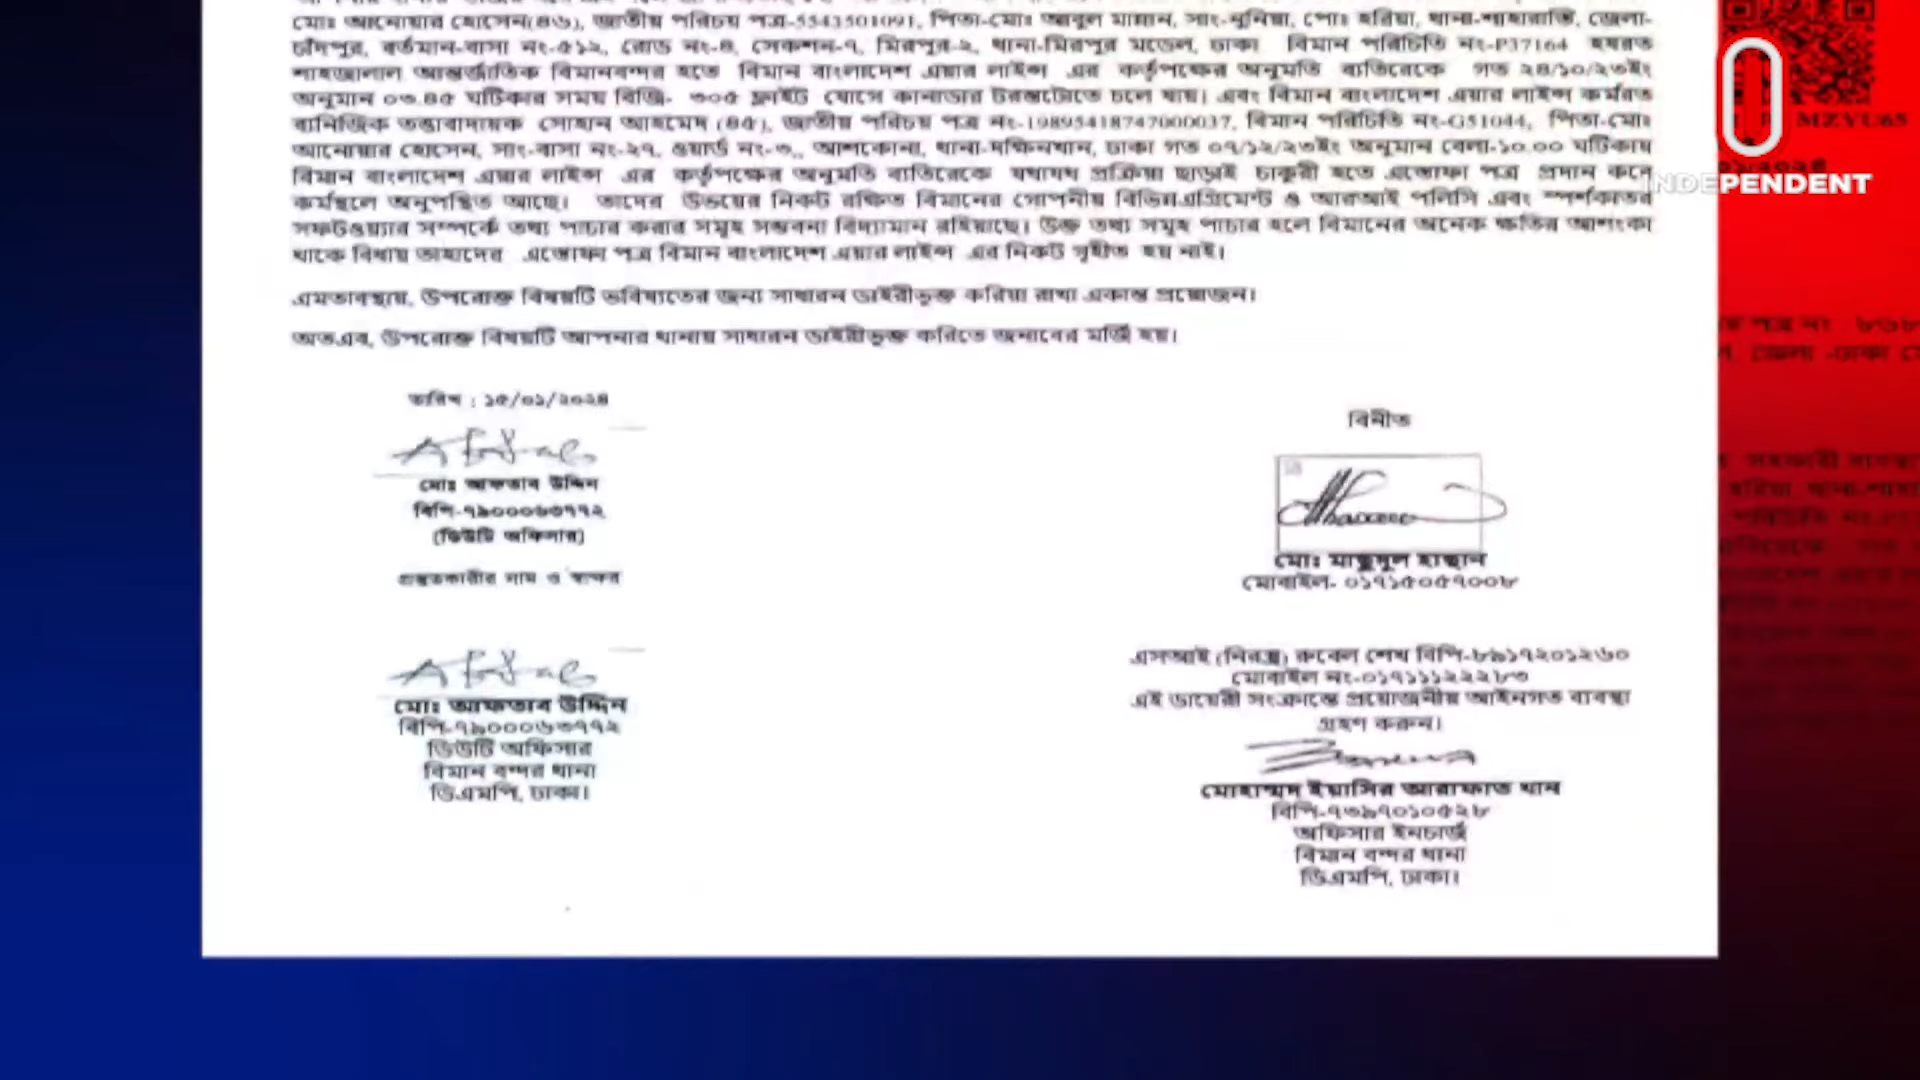 মোঃ আনোয়ার হোসেন(৪৬), জাতীয় পরিচয় পত্র-5543501091, পিতা-মোঃ আবুল মান্নান, সাং-নুনিয়া, পোঃ হরিয়া, থানা-শাহারাস্তি, জেলা-
চাঁদপুর, বর্তমান-বাসা নং-৫১২, রোড নং-৪, সেকশন-৭, মিরপুর-২, থানা-মিরপুর মডেল, ঢাকা বিমান পরিচিতি নং-P37164 হযরত
শাহজালাল আন্তর্জাতিক বিমানবন্দর হতে বিমান বাংলাদেশ এয়ার লাইন্স এর কর্তৃপক্ষের অনুমতি ব্যতিরেকে গত ২৪/১০/২৩ইং
অনুমান ০৩.৪৫ ঘটিকার সময় বিজি- ৩০৫ ফ্লাইট যোগে কানাডার টরন্টোতে চলে যায়। এবং বিমান বাংলাদেশ এয়ার লাইন্স কর্মরত
বানিজ্যিক তত্তাবাদায়ক সোহান আহমেদ (৪৫), জাতীয় পরিচয় পত্র নং-19895418747000037, বিমান পরিচিতি নং-G51044, পিতা-মোঃ
আনোয়ার হোসেন, সাং-বাসা নং-২৭, ওয়ার্ড নং-৩,, আশকোনা, থানা-দক্ষিনখান, ঢাকা গত ০৭/১২/২৩ইং অনুমান বেলা-১০.০০ ঘটিকায়
বিমান বাংলাদেশ এয়ার লাইন্স এর কর্তৃপক্ষের অনুমতি ব্যতিরেকে যথাযথ প্রক্রিয়া ছাড়াই চাকুরী হতে এস্তোফা পত্র প্রদান করে
কর্মস্থলে অনুপস্থিত আছে। তাদের উভয়ের নিকট রক্ষিত বিমানের গোপনীয় বিভিন্নএগ্রিমেন্ট ও আরআই পলিসি এবং স্পর্শকাতর
সফটওয়্যার সম্পর্কে তথ্য পাচার করার সমূহ সম্ভবনা বিদ্যমান রহিয়াছে। উক্ত তথ্য সমূহ পাচার হলে বিমানের অনেক ক্ষতির আশংকা
থাকে বিধায় তাহাদের এস্তোফা পত্র বিমান বাংলাদেশ এয়ার লাইন্স এর নিকট গৃহীত হয় নাই।
এমতাবস্থায়, উপরোক্ত বিষয়টি ভবিষ্যতের জন্য সাধারন ডাইরীভুক্ত করিয়া রাখা একান্ত প্রয়োজন।
অতএব, উপরোক্ত বিষয়টি আপনার থানায় সাধারন ডাইরীভুক্ত করিতে জনাবের মর্জি হয়।
তারিখ : ১৫/০১/২০২৪
বিনীত
মোঃ আফতাব উদ্দিন
বিপি-৭৯০০০৬৩৭৭২
(ডিউটি অফিসার)
প্রস্তুতকারীর নাম ও স্বাক্ষর
মোঃ মাছুদুল হাছান
মোবাইল- ০১৭১৫০৫৭০০৮
মোঃ আফতাব উদ্দিন
বিপি-৭৯০০০৬৩৭৭২
ডিউটি অফিসার
বিমান বন্দর থানা
ডিএমপি, ঢাকা।
এসআই (নিরস্ত্র) রুবেল শেখ বিপি-৮৯১৭২০১২৬০
মোবাইল নং-০১৭১১১২২২৮৩
এই ডায়েরী সংক্রান্তে প্রয়োজনীয় আইনগত ব্যবস্থা
গ্রহণ করুন।
মোহাম্মদ ইয়াসির আরাফাত খান
বিপি-৭৩৯৭০১০৫২৮
অফিসার ইনচার্জ
বিমান বন্দর থানা
ডিএমপি, ঢাকা।
MZYU65
INDEPENDENT